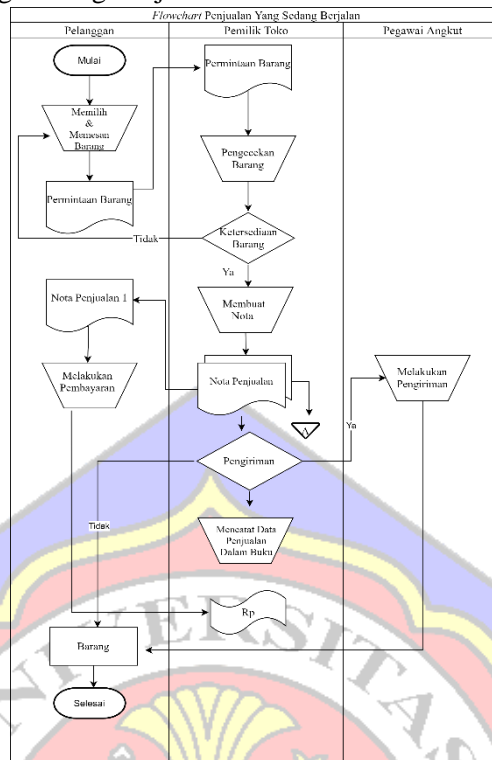 Flowchart Penjualan Yang Sedang Berjalan
Pelanggan
Pemilik Toko
Pegawai Angkut
Mulai
Permintaan Barang
Memilih
&
Memesan
Barang
Pengecekan
Barang
Permintaan Barang
Ketersediaan
Barang
Tidak
Ya
Nota Penjualan 1
Membuat
Nota
Melakukan
Pembayaran
Nota Penjualan
A
Melakukan
Pengiriman
Ya
Pengiriman
Tidak
Mencatat Data
Penjualan
Dalam Buku
Rp
Barang
Selesai
UNIVERSITAS